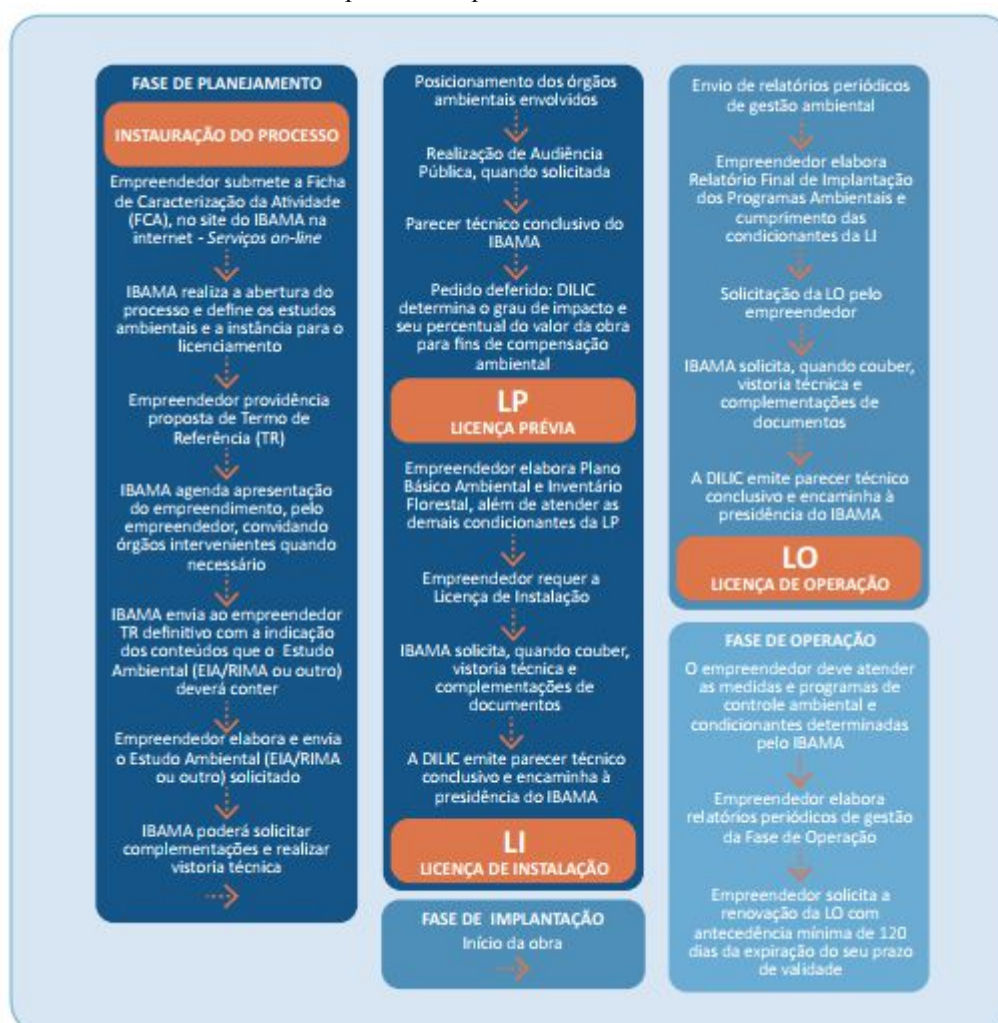 FASE DE PLANEJAMENTO
INSTAURAÇÃO DO PROCESSO
Empreendedor submete a Ficha
de Caracterização da Atividade
(FCA), no site do IBAMA na
internet - Serviços on-line
IBAMA realiza a abertura do
processo e define os estudos
ambientais e a instância para o
licenciamento
Empreendedor providência
proposta de Termo de
Referência (TR)
IBAMA agenda apresentação
do empreendimento, pelo
empreendedor, convidando
órgãos intervenientes quando
necessário
IBAMA envia ao empreendedor
TR definitivo com a indicação
dos conteúdos que o Estudo
Ambiental (EIA/RIMA ou outro)
deverá conter
Empreendedor elabora e envia
o Estudo Ambiental (EIA/RIMA
ou outro) solicitado
IBAMA poderá solicitar
complementações e realizar
vistoria técnica
Posicionamento dos órgãos
ambientais envolvidos
Realização de Audiência
Pública, quando solicitada
Parecer técnico conclusivo do
IBAMA
Pedido deferido: DILIC
determina o grau de impacto e
seu percentual do valor da obra
para fins de compensação
ambiental
LP
LICENÇA PRÉVIA
Empreendedor elabora Plano
Básico Ambiental e Inventário
Florestal, além de atender as
demais condicionantes da LP
Empreendedor requer a
Licença de Instalação
IBAMA solicita, quando couber,
vistoria técnica e
complementações de
documentos
A DILIC emite parecer técnico
conclusivo e encaminha à
presidência do IBAMA
LI
LICENÇA DE INSTALAÇÃO
FASE DE IMPLANTAÇÃO
Início da obra
Envio de relatórios periódicos
de gestão ambiental
Empreendedor elabora
Relatório Final de Implantação
dos Programas Ambientais e
cumprimento das
condicionantes da LI
Solicitação da LO pelo
empreendedor
IBAMA solicita, quando couber,
vistoria técnica e
complementações de
documentos
A DILIC emite parecer técnico
conclusivo e encaminha à
presidência do IBAMA
LO
LICENÇA DE OPERAÇÃO
FASE DE OPERAÇÃO
O empreendedor deve atender
as medidas e programas de
controle ambiental e
condicionantes determinadas
pelo IBAMA
Empreendedor elabora
relatórios periódicos de gestão
da Fase de Operação
Empreendedor solicita a
renovação da LO com
antecedência mínima de 120
dias da expiração do seu prazo
de validade